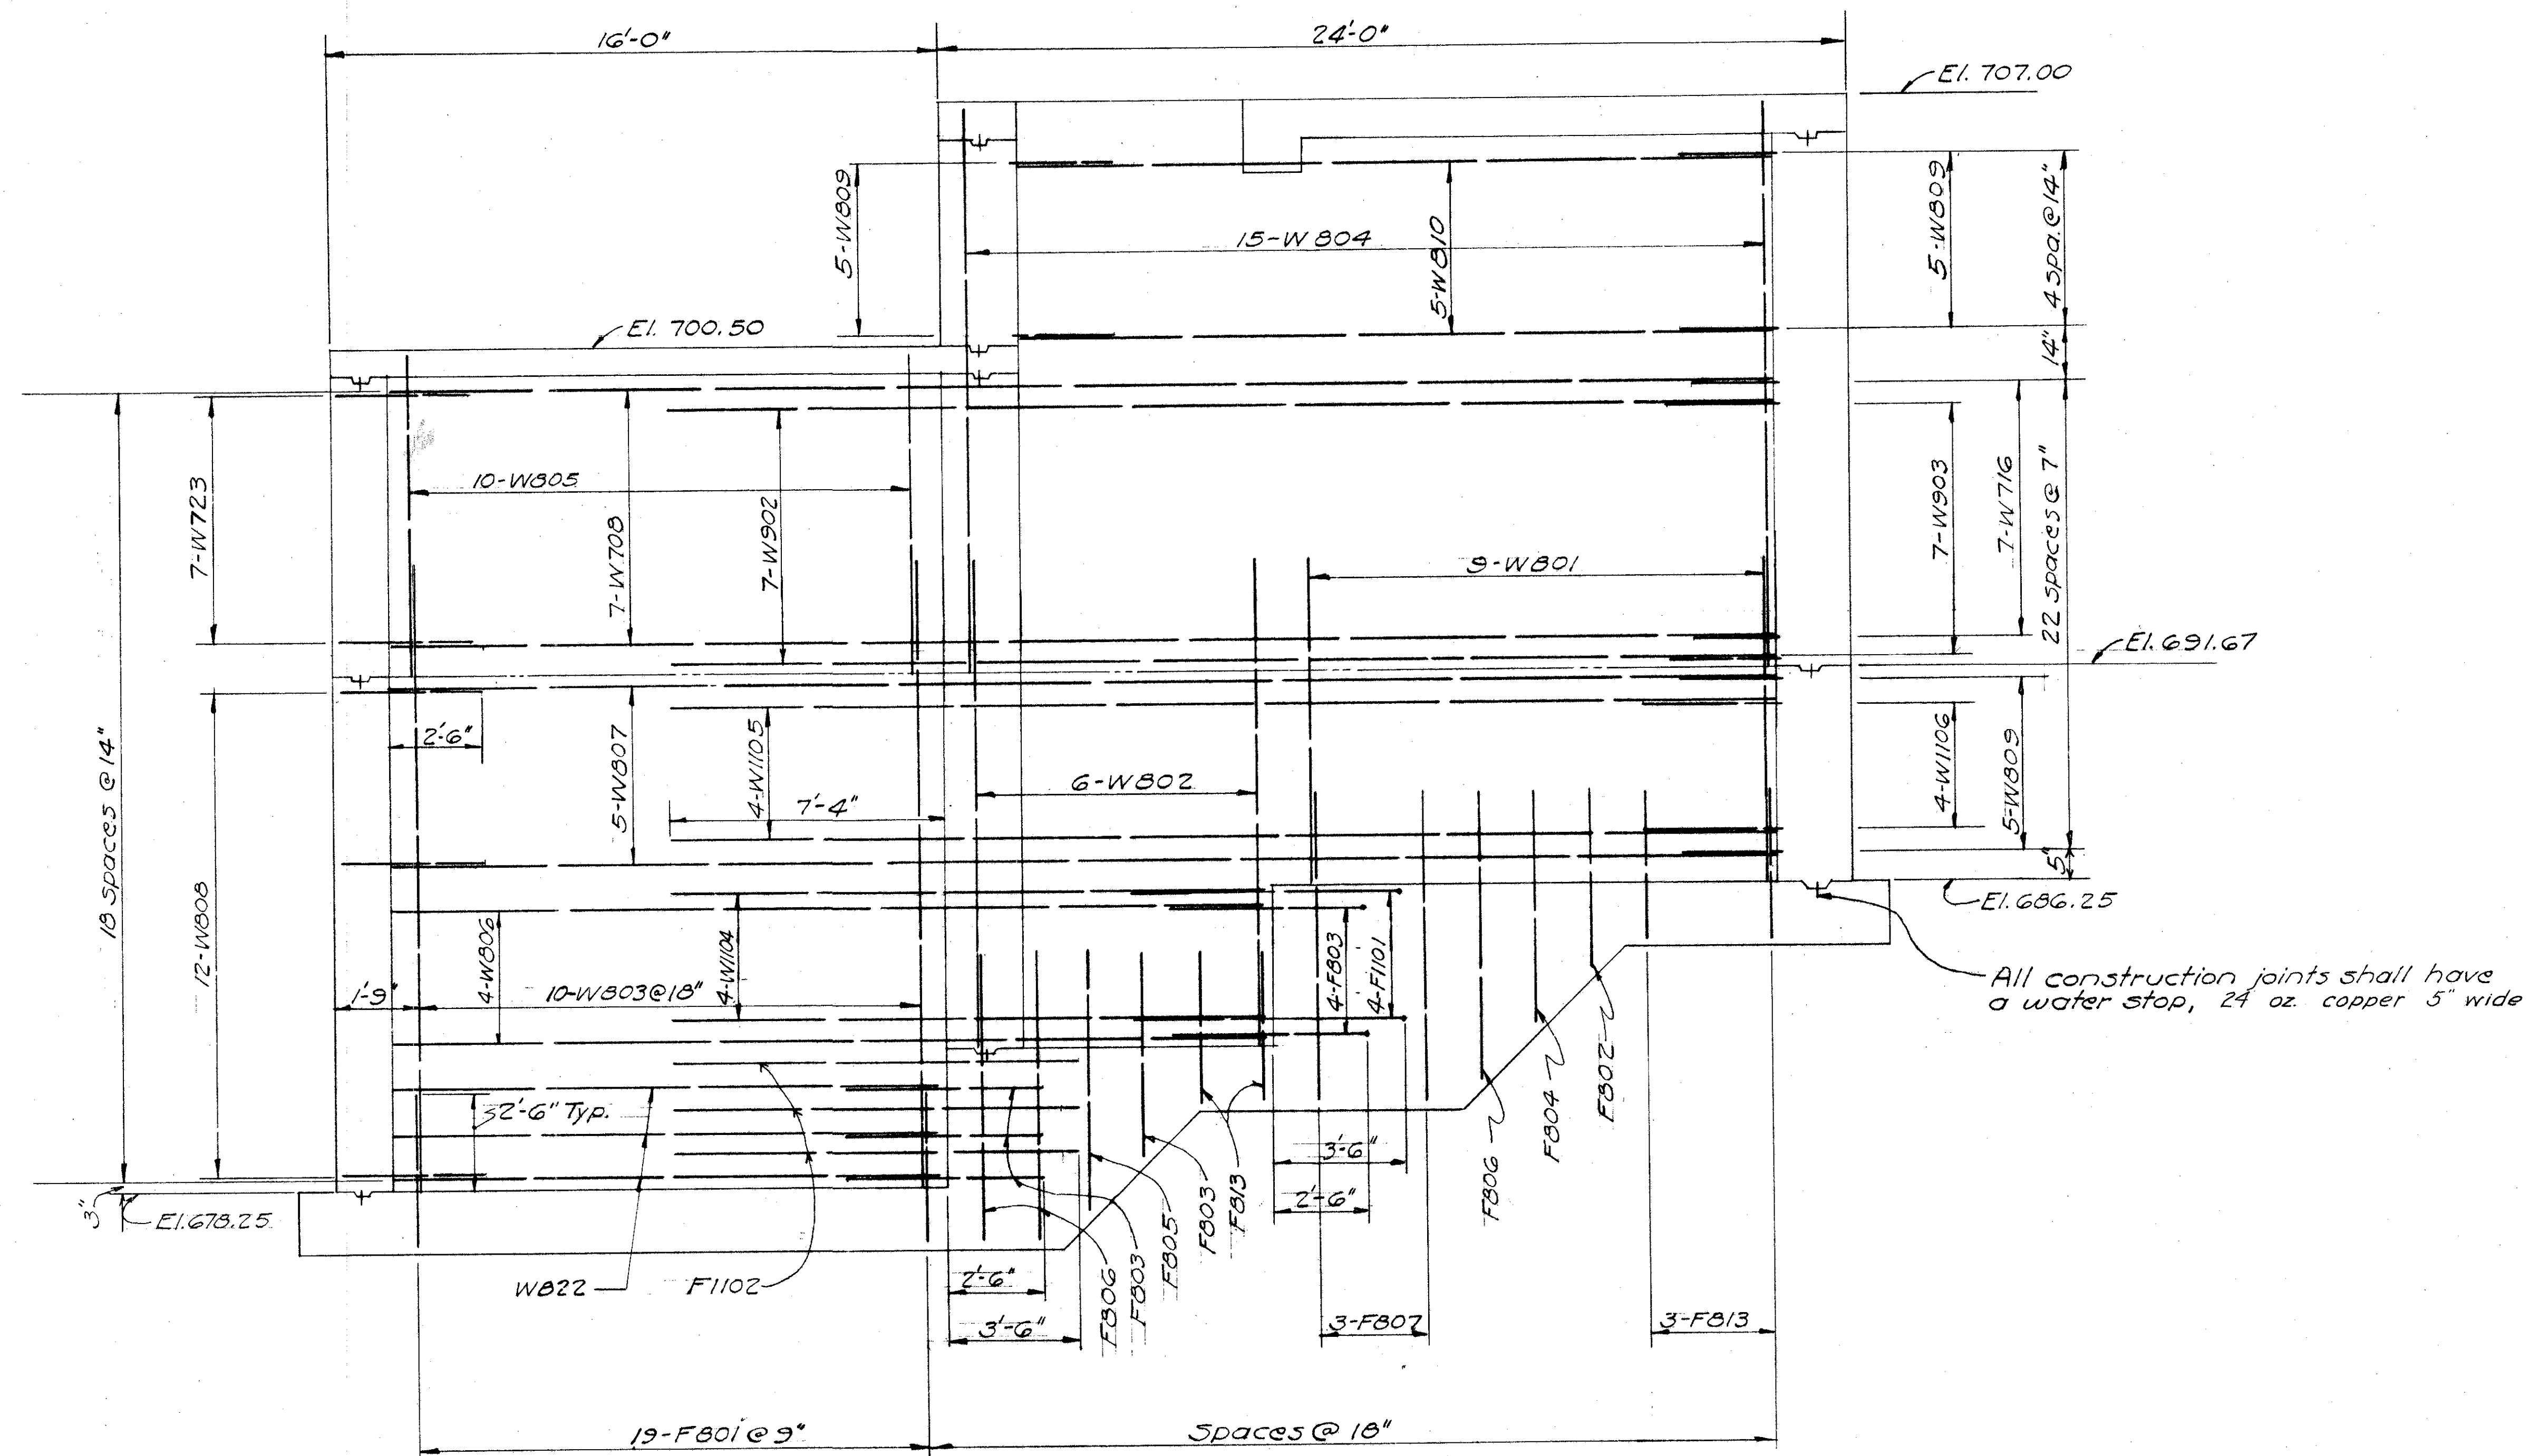 16'-0"
24'-0"
El. 707.00
5-W809
5-W810
5-W809
4 spa.@14"
15-W 804
El. 700.50
14"
7-W723
10-W805
7-W708
7-W902
9-W801
7-W903
7-W716
22 spaces @ 7"
El.691.67
18 spaces @14"
12-W808
2'-6"
5-W807
4-W1105
7'-4"
6-W802
4-W1106
5-W809
5"
El.686.25
1'-9"
4-W806
10-W803@18"
4-W1104
4-F803
4-F1101
All construction joints shall have
a water stop, 24 oz. copper 5" wide
2'-6" Typ.
3"
El.678.25
W822
F1102
2'-6"
3'-6"
F806
F803
F805
F803
F813
3'-6"
2'-6"
F806
F804
F802
3-F807
3-F813
19-F801@9"
Spaces @ 18"